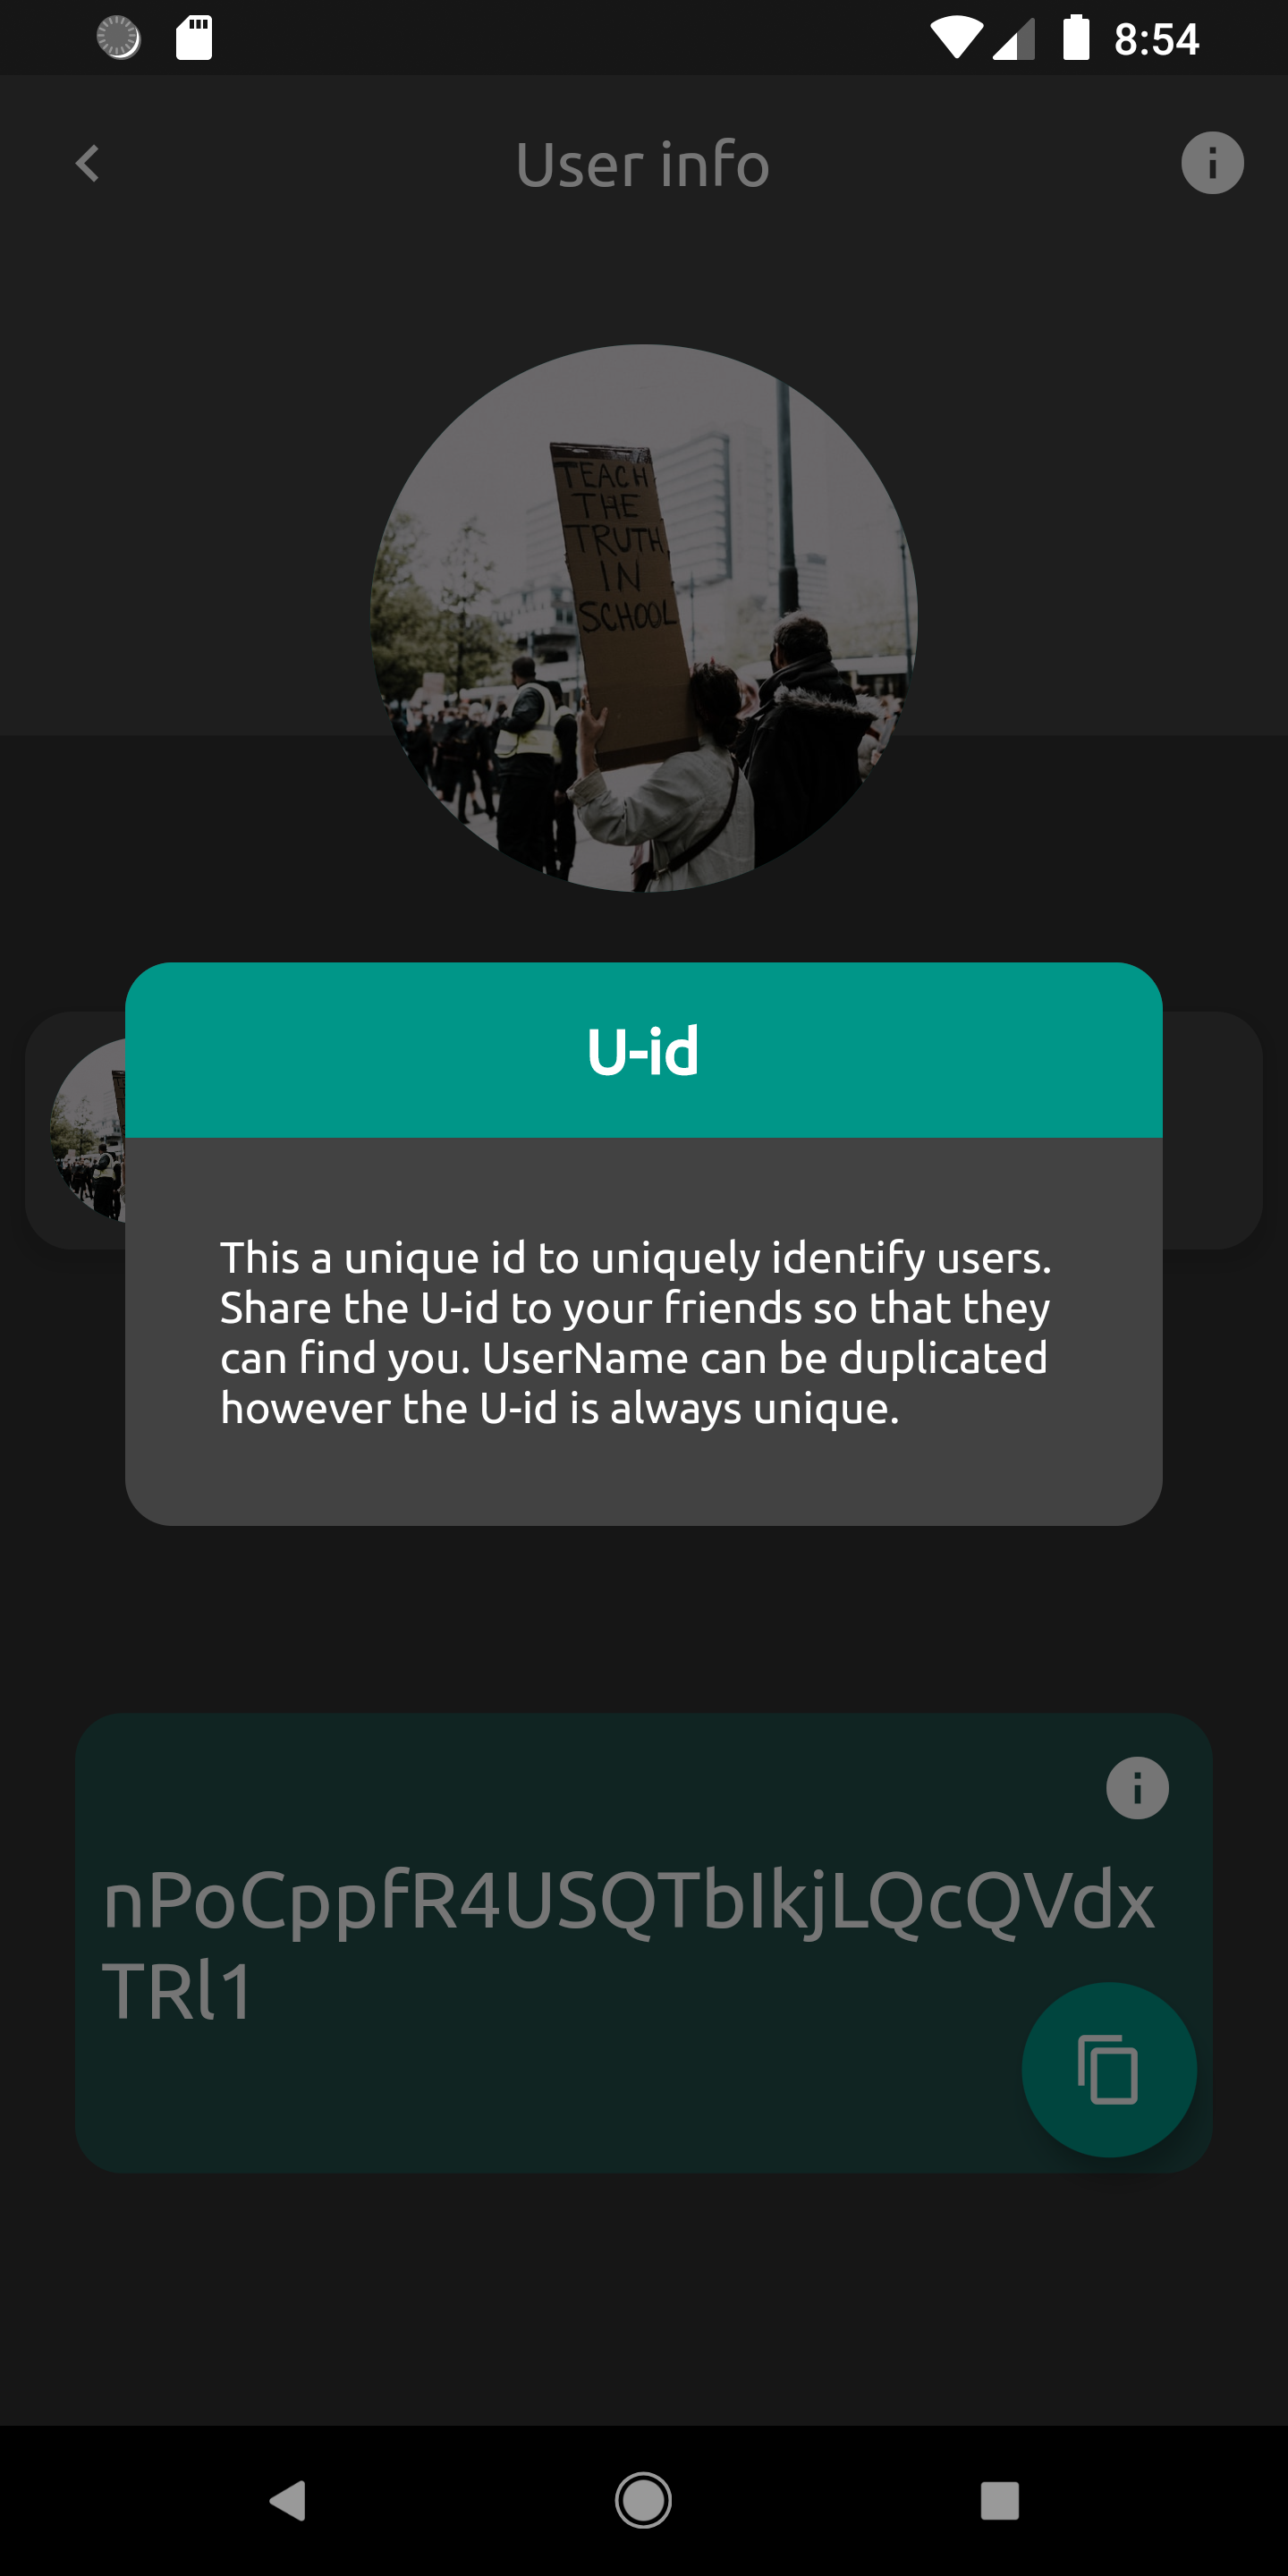 8:54
User info
TEACH
THE
TRUTH
IN
SCHOOL
U-id
This a unique id to uniquely identify users.
Share the U-id to your friends so that they
can find you. UserName can be duplicated
however the U-id is always unique.
nPoCppfR4USQTbIkjLQcQVdx
TRl1